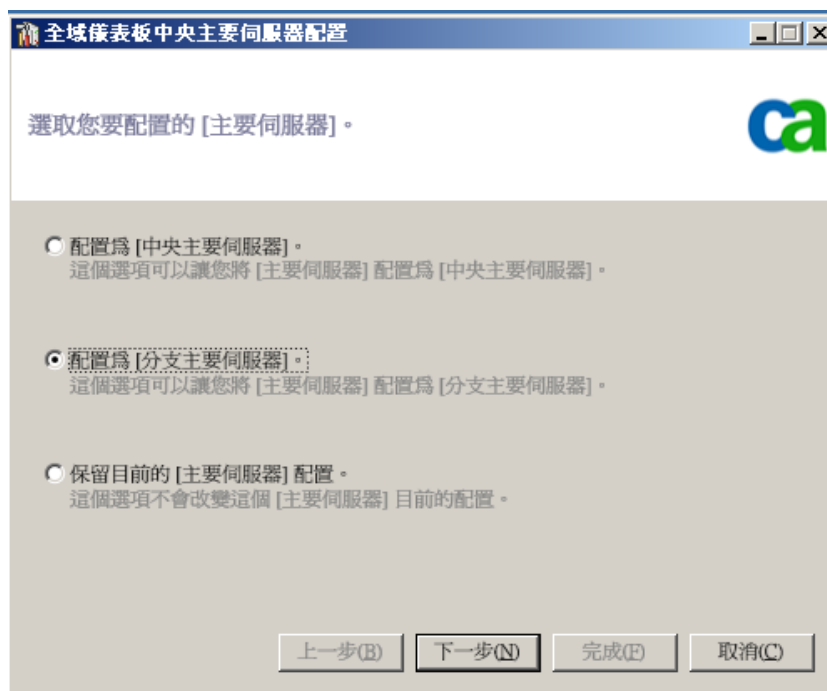 全域儀表板中央主要伺服器配置
選取您要配置的 [主要伺服器]。
ca
配置爲 [中央主要伺服器]。
這個選項可以讓您將 [主要伺服器] 配置爲 [中央主要伺服器]。
配置爲 [分支主要伺服器]。
這個選項可以讓您將 [主要伺服器] 配置爲 [分支主要伺服器]。
保留目前的 [主要伺服器] 配置。
這個選項不會改變這個 [主要伺服器] 目前的配置。
上一步(B) 下一步(N) 完成(F) 取消(C)